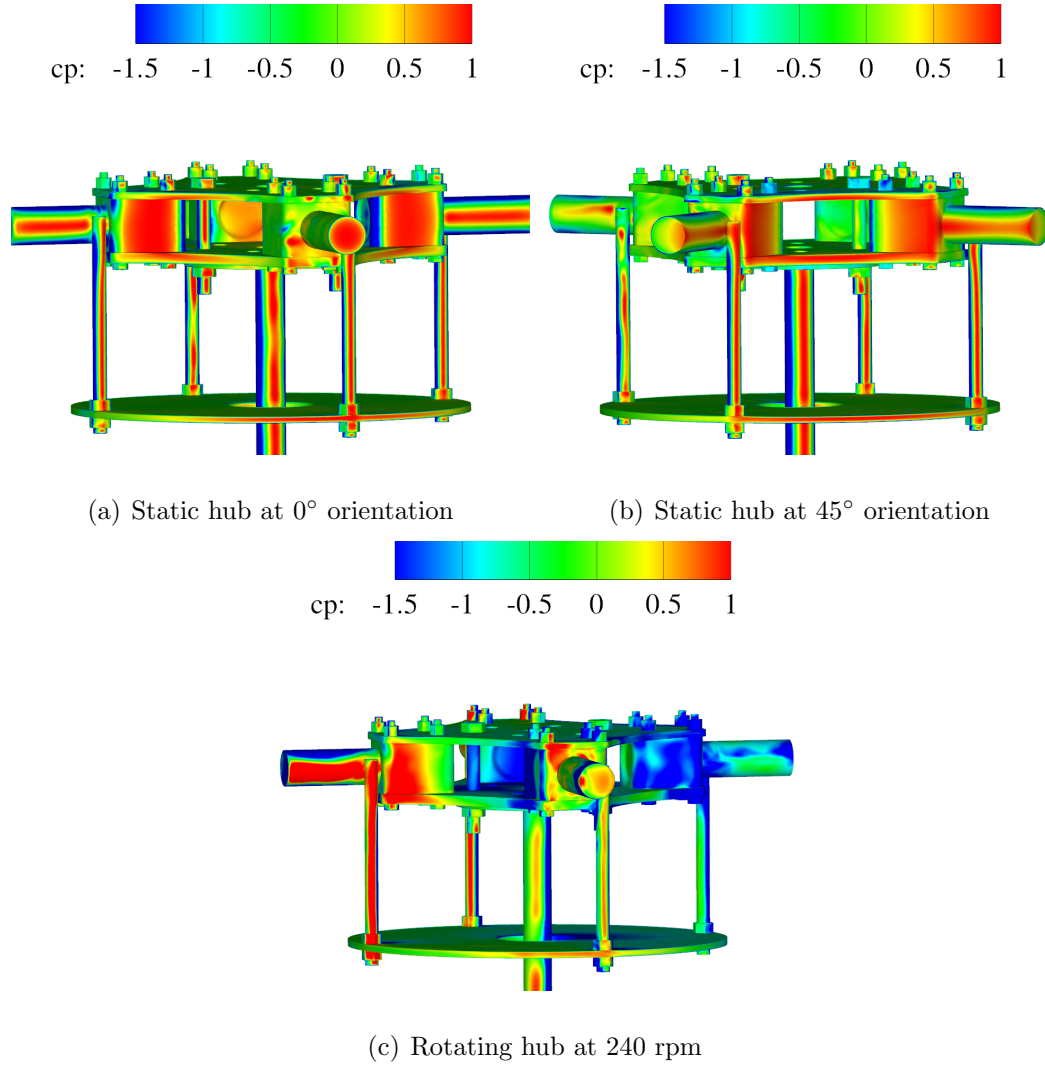 cp: -1.5 -1 -0.5 0 0.5 1 cp: -1.5 -1 -0.5 0 0.5 1
(a) Static hub at 0° orientation (b) Static hub at 45° orientation
cp: -1.5 -1 -0.5 0 0.5 1
(c) Rotating hub at 240 rpm